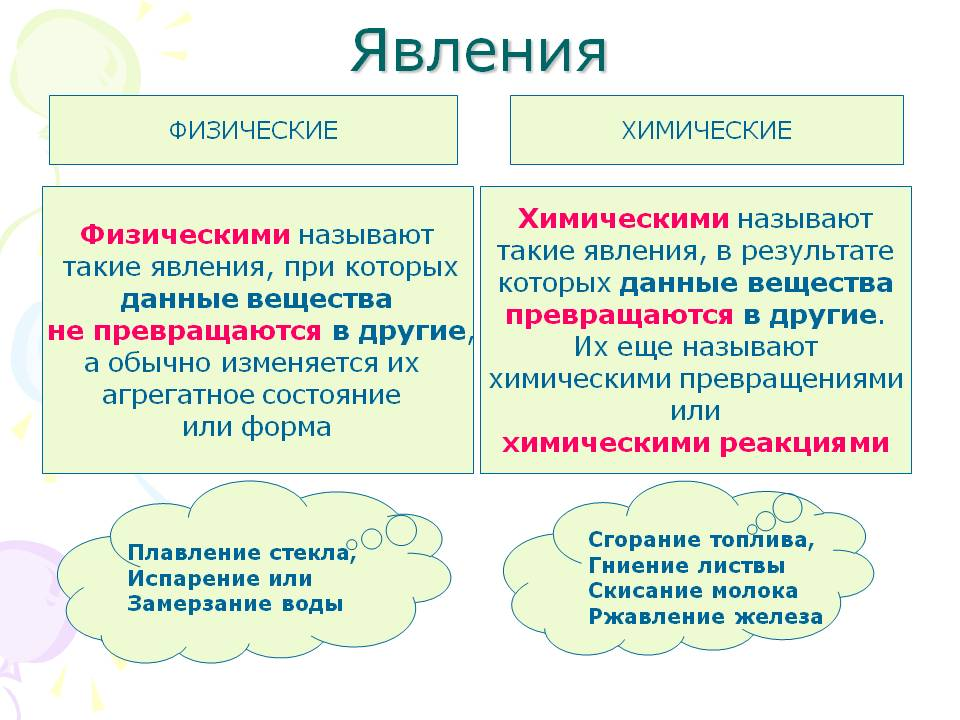 Явления
ФИЗИЧЕСКИЕ
ХИМИЧЕСКИЕ
Физическими называют
такие явления, при которых
данные вещества
не превращаются в другие,
а обычно изменяется их
агрегатное состояние
или форма
Химическими называют
такие явления, в результате
которых данные вещества
превращаются в другие.
Их еще называют
химическими превращениями
или
химическими реакциями
Плавление стекла,
Испарение или
Замерзание воды
Сгорание топлива,
Гниение листвы
Скисание молока
Ржавление железа